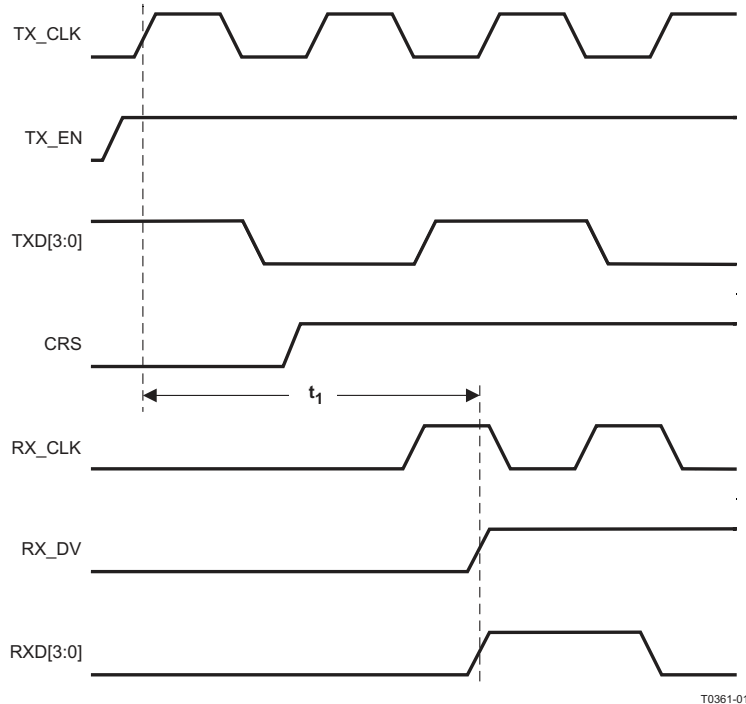 TX_CLK
TX_EN
TXD[3:0]
CRS
t1
RX_CLK
RX_DV
RXD[3:0]
T0361-01